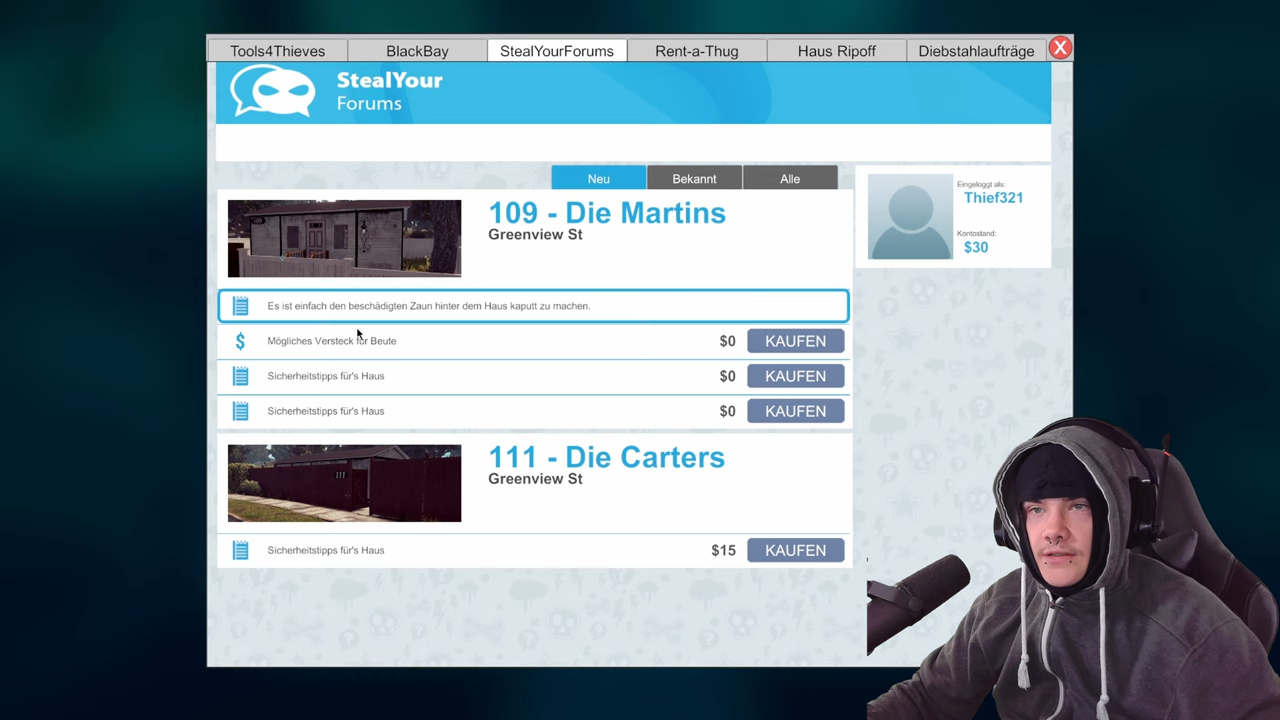 Tools4Thieves
BlackBay
StealYourForums
Rent-a-Thug
Haus Ripoff
Diebstahlaufträge
X
StealYour
Forums
Neu
Bekannt
Alle
Eingeloggt als:
Thief321
Kontostand:
$30
109 - Die Martins
Greenview St
109
Es ist einfach den beschädigten Zaun hinter dem Haus kaputt zu machen.
$
Mögliches Versteck für Beute
$0
KAUFEN
Sicherheitstipps für's Haus
$0
KAUFEN
Sicherheitstipps für's Haus
$0
KAUFEN
111 - Die Carters
Greenview St
111
Sicherheitstipps für's Haus
$15
KAUFEN